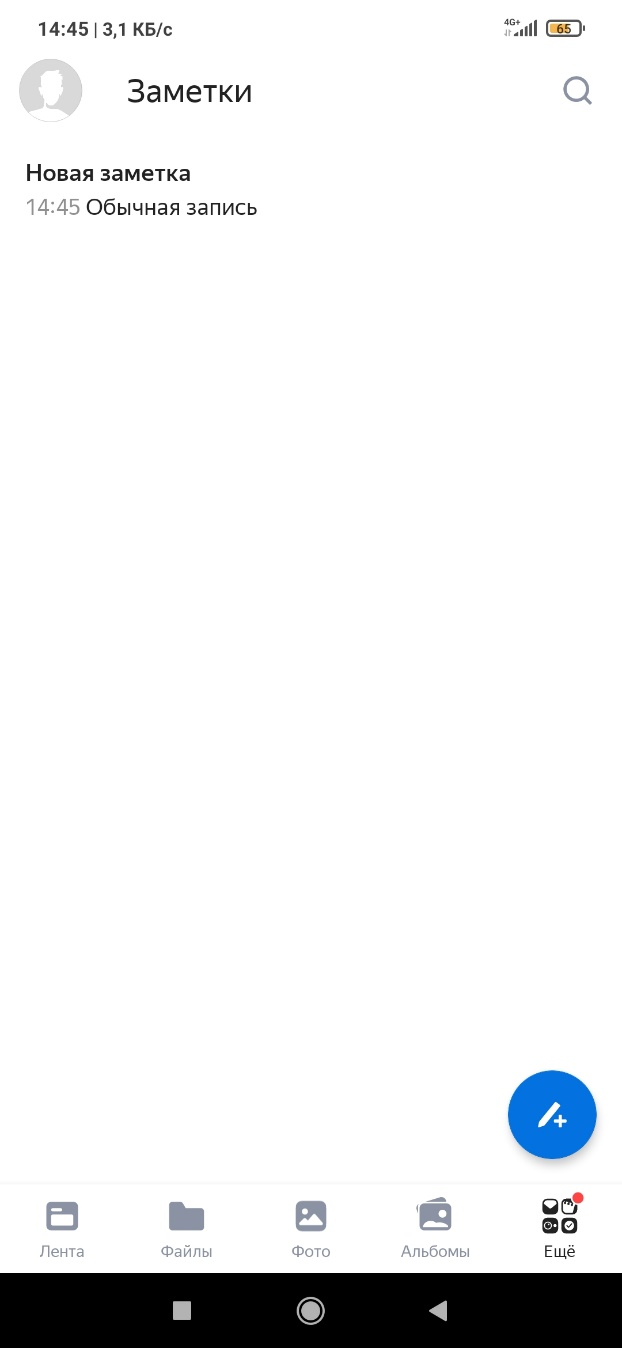 14:45 | 3,1 КБ/с
4G+
65
Заметки
Новая заметка
14:45 Обычная запись
Лента
Файлы
Фото
Альбомы
Ещё